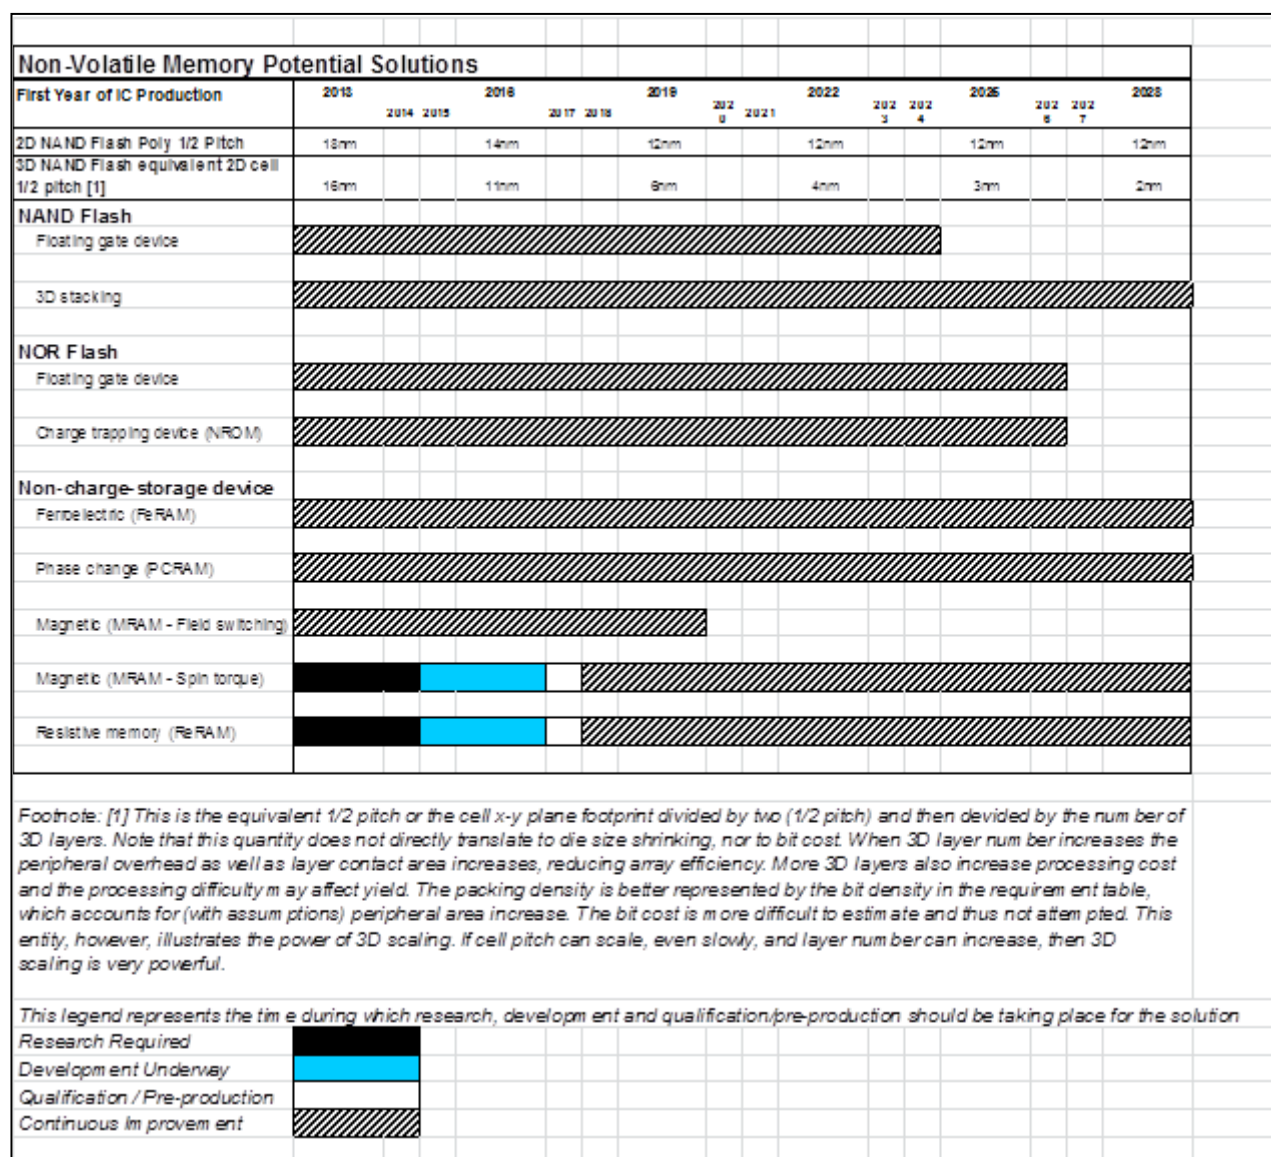 Non-Volatile Memory Potential Solutions
First Year of IC Production 2013 2014 2015 2016 2017 2018 2019 2020 2021 2022 2023 2024 2025 2026 2027 2028
2D NAND Flash Poly 1/2 Pitch 18nm 14nm 12nm 12nm 12nm 12nm
3D NAND Flash equivalent 2D cell
1/2 pitch [1] 16nm 11nm 6nm 4nm 3nm 2nm
NAND Flash
Floating gate device
3D stacking
NOR Flash
Floating gate device
Charge trapping device (NROM)
Non-charge-storage device
Ferroelectric (FeRAM)
Phase change (PCRAM)
Magnetic (MRAM - Field switching)
Magnetic (MRAM - Spin torque)
Resistive memory (ReRAM)
Footnote: [1] This is the equivalent 1/2 pitch or the cell x-y plane footprint divided by two (1/2 pitch) and then devided by the number of
3D layers. Note that this quantity does not directly translate to die size shrinking, nor to bit cost. When 3D layer number increases the
peripheral overhead as well as layer contact area increases, reducing array efficiency. More 3D layers also increase processing cost
and the processing difficulty may affect yield. The packing density is better represented by the bit density in the requirement table,
which accounts for (with assumptions) peripheral area increase. The bit cost is more difficult to estimate and thus not attempted. This
entity, however, illustrates the power of 3D scaling. If cell pitch can scale, even slowly, and layer number can increase, then 3D
scaling is very powerful.
This legend represents the time during which research, development and qualification/pre-production should be taking place for the solution
Research Required
Development Underway
Qualification / Pre-production
Continuous Improvement